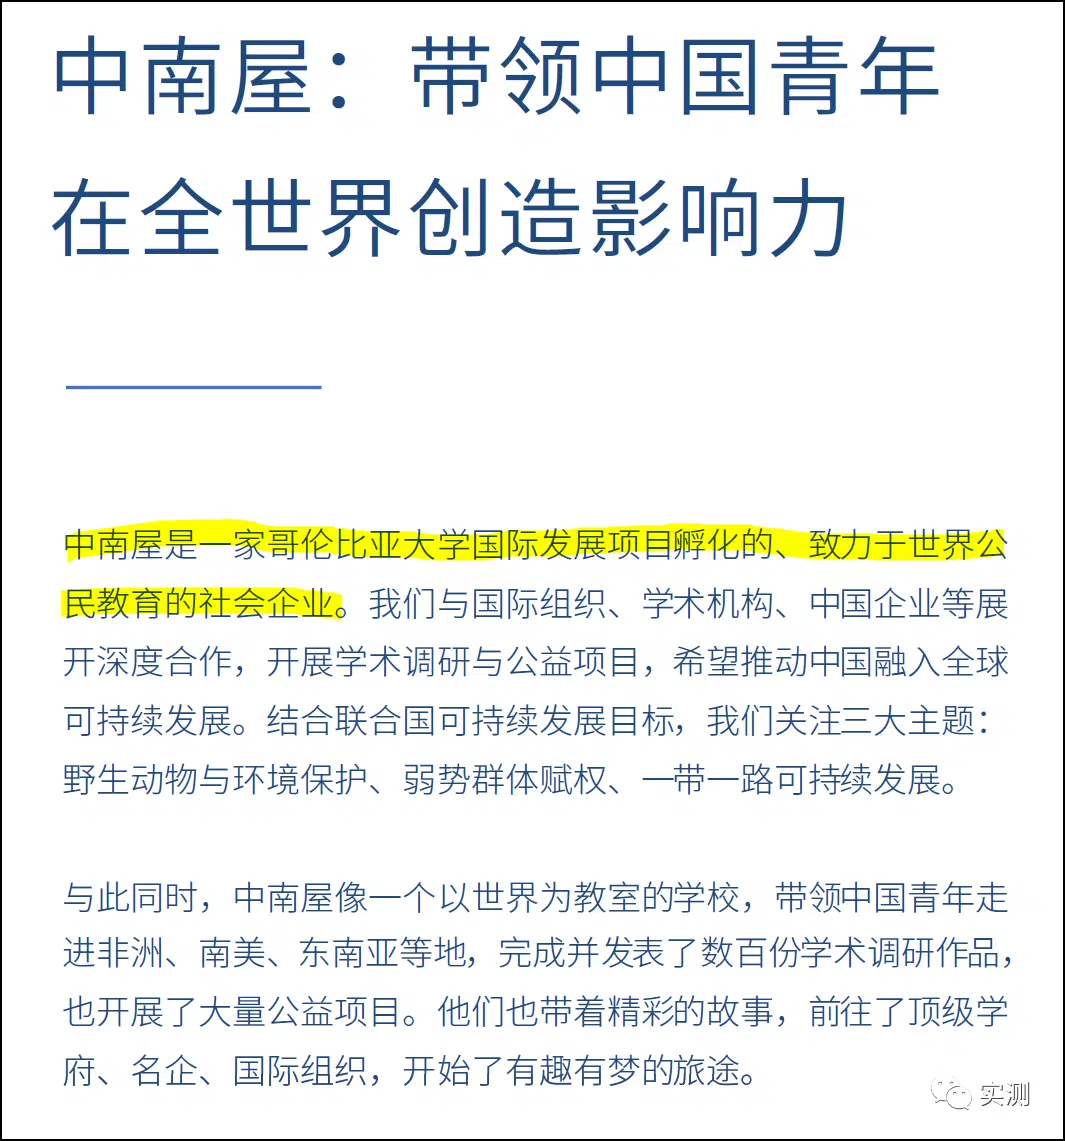 中南屋：带领中国青年
在全世界创造影响力
中南屋是一家哥伦比亚大学国际发展项目孵化的、致力于世界公
民教育的社会企业。我们与国际组织、学术机构、中国企业等展
开深度合作，开展学术调研与公益项目，希望推动中国融入全球
可持续发展。结合联合国可持续发展目标，我们关注三大主题：
野生动物与环境保护、弱势群体赋权、一带一路可持续发展。
与此同时，中南屋像一个以世界为教室的学校，带领中国青年走
进非洲、南美、东南亚等地，完成并发表了数百份学术调研作品，
也开展了大量公益项目。他们也带着精彩的故事，前往了顶级学
府、名企、国际组织，开始了有趣有梦的旅途。
实测